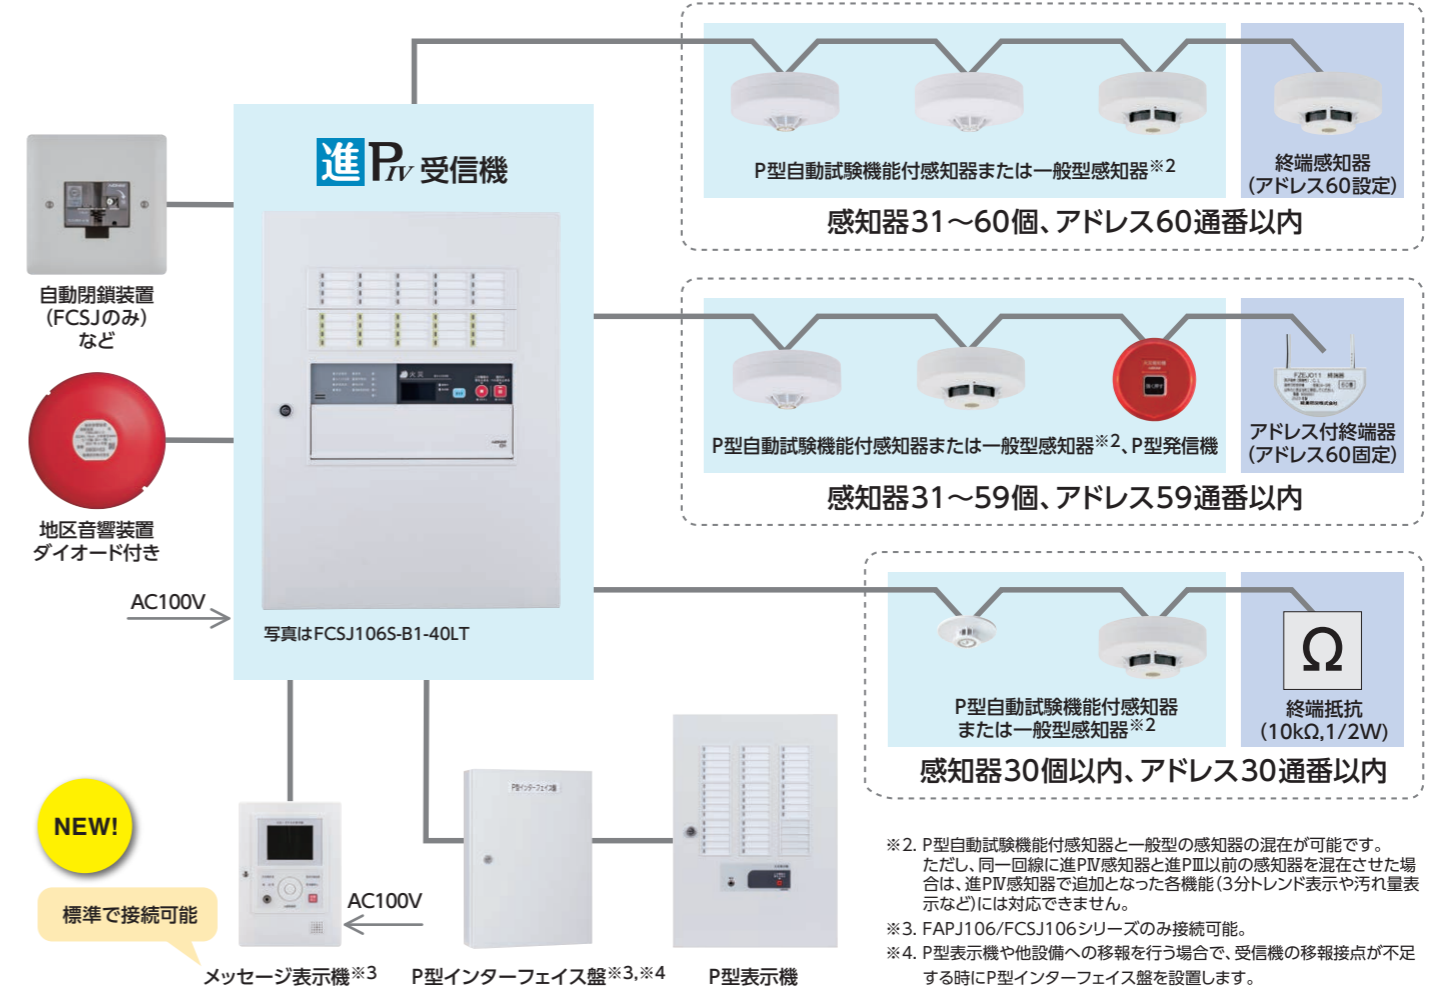 進PⅣ 受信機
写真はFCSJ106S-B1-40LT
火災
自動閉鎖装置
(FCSJのみ)
など
地区音響装置
ダイオード付き
AC100V
P型自動試験機能付感知器または一般型感知器※2
終端感知器
(アドレス60設定)
感知器31～60個、アドレス60通番以内
P型自動試験機能付感知器または一般型感知器※2、P型発信機
FZEJ011 終端器
60番
アドレス付終端器
(アドレス60固定)
感知器31～59個、アドレス59通番以内
P型自動試験機能付感知器
または一般型感知器※2
Ω
終端抵抗
(10kΩ,1/2W)
感知器30個以内、アドレス30通番以内
NEW!
標準で接続可能
メッセージ表示機※3
AC100V
P型インターフェイス盤
P型インターフェイス盤※3,※4
P型表示機
※2. P型自動試験機能付感知器と一般型の感知器の混在が可能です。
ただし、同一回線に進PⅣ感知器と進PⅢ以前の感知器を混在させた場
合は、進PⅣ感知器で追加となった各機能(3分トレンド表示や汚れ量表
示など)には対応できません。
※3. FAPJ106/FCSJ106シリーズのみ接続可能。
※4. P型表示機や他設備への移報を行う場合で、受信機の移報接点が不足
する時にP型インターフェイス盤を設置します。